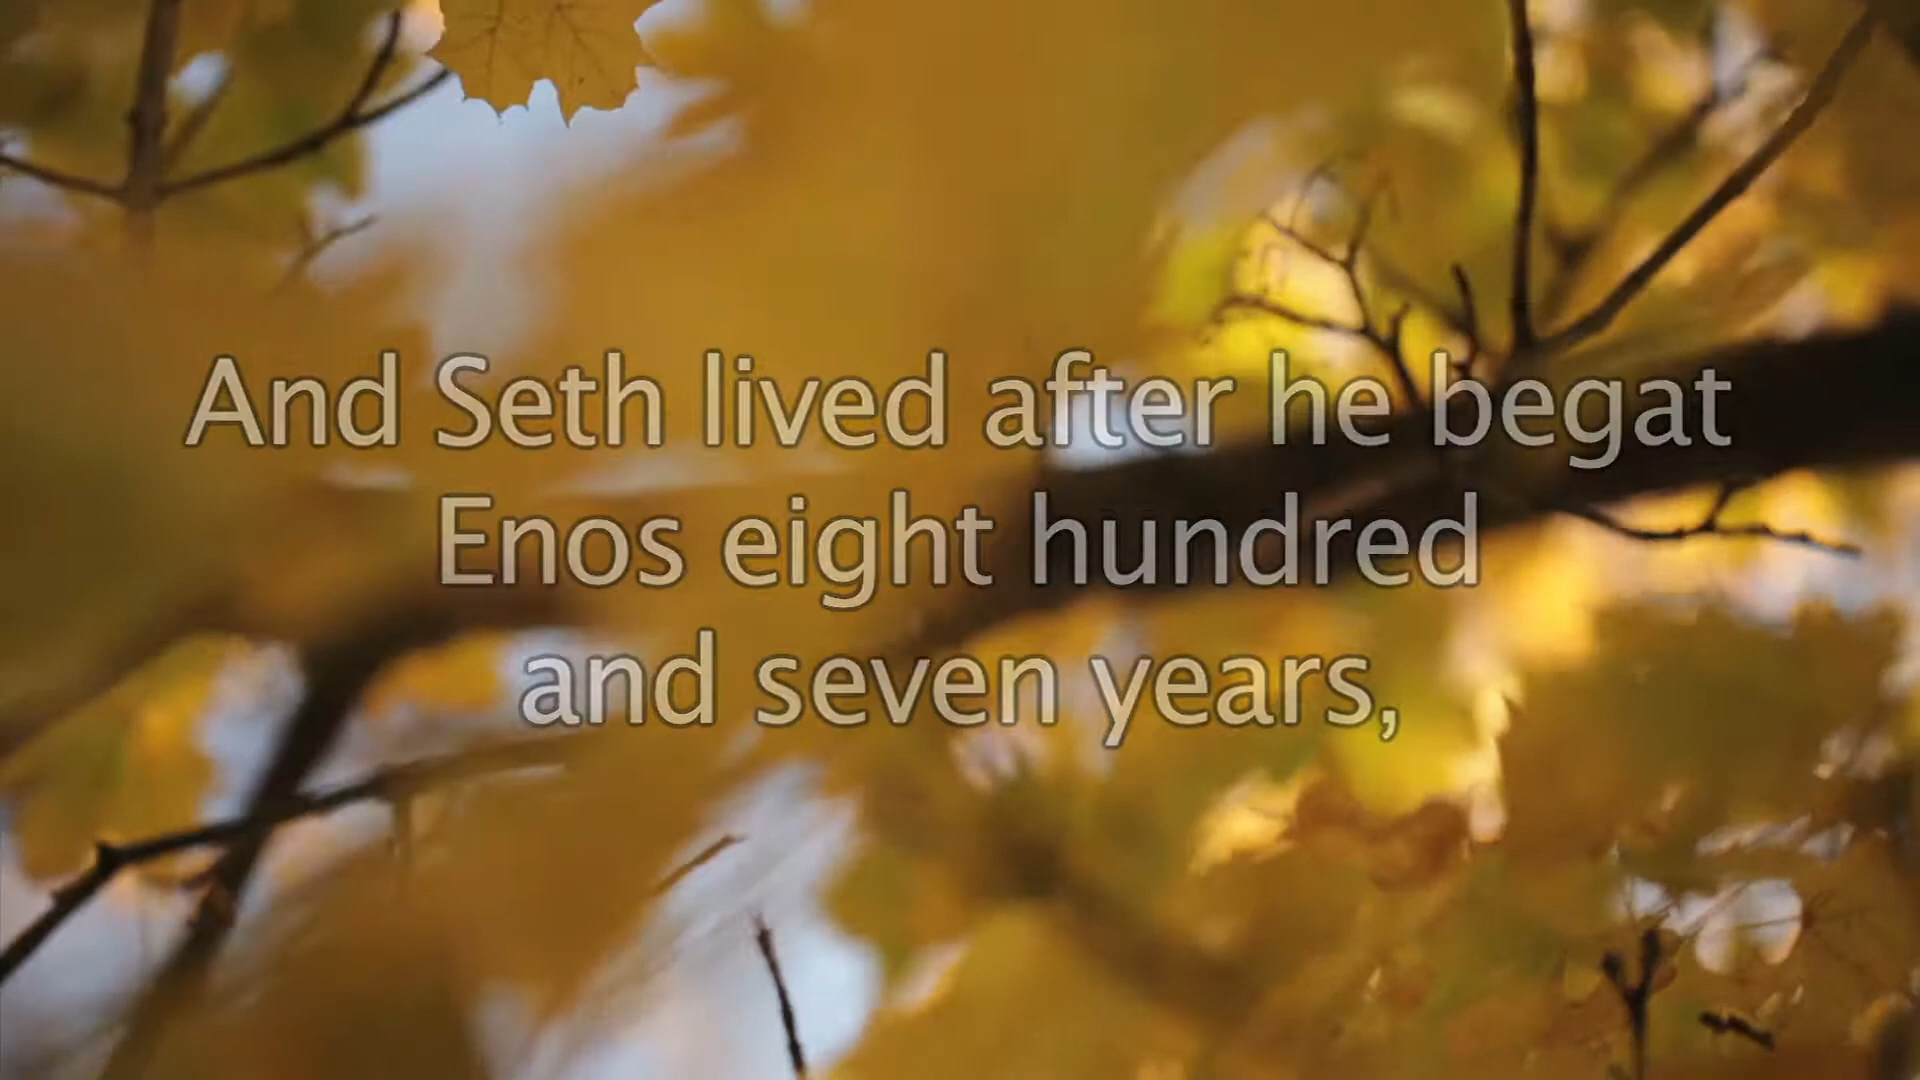 And Seth lived after he begat
Enos eight hundred
and seven years,